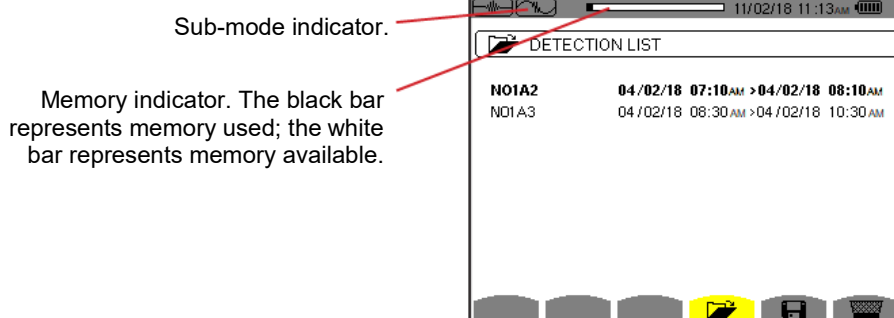 Sub-mode indicator.
11/02/18 11:13AM
DETECTION LIST
Memory indicator. The black bar
represents memory used; the white
bar represents memory available.
NO1A2 04/02/18 07:10AM >04/02/18 08:10AM
NO1A3 04/02/18 08:30AM >04/02/18 10:30AM